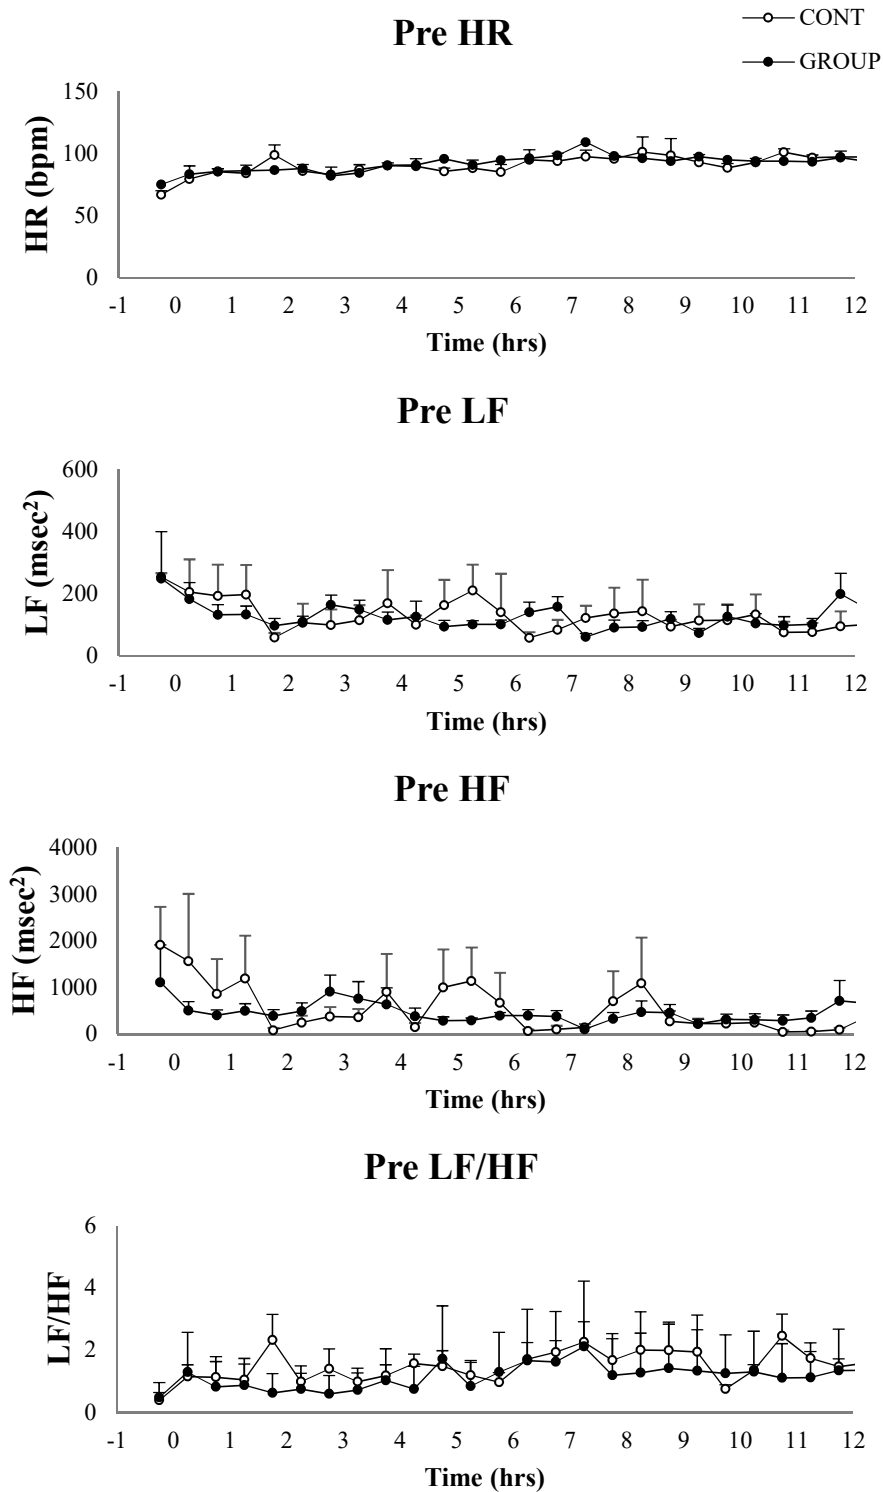 Pre HR
CONT
GROUP
150
100
50
0
HR (bpm)
-1 0 1 2 3 4 5 6 7 8 9 10 11 12
Time (hrs)
Pre LF
600
400
200
0
LF (msec²)
-1 0 1 2 3 4 5 6 7 8 9 10 11 12
Time (hrs)
Pre HF
4000
3000
2000
1000
0
HF (msec²)
-1 0 1 2 3 4 5 6 7 8 9 10 11 12
Time (hrs)
Pre LF/HF
6
4
2
0
LF/HF
-1 0 1 2 3 4 5 6 7 8 9 10 11 12
Time (hrs)